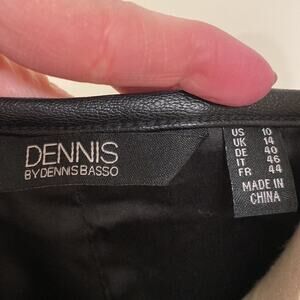 DENNIS
BY DENNIS BASSO
US 10
UK 14
DE 40
IT 46
FR 44
MADE IN
CHINA